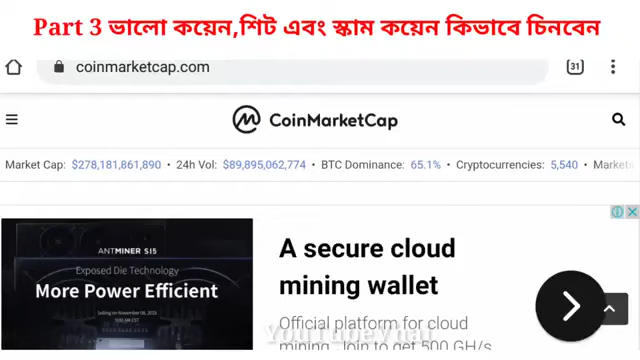 Part 3 ভালো কয়েন,শিট এবং স্ক্যাম কয়েন কিভাবে চিনবেন
coinmarketcap.com
31
CoinMarketCap
Market Cap: $278,181,861,890 • 24h Vol: $89,895,062,774 • BTC Dominance: 65.1% • Cryptocurrencies: 5,540 • Markets
ANTMINER S15
Exposed Die Technology
More Power Efficient
A secure cloud
mining wallet
Official platform for cloud
mining. Join to get 500 GH/s